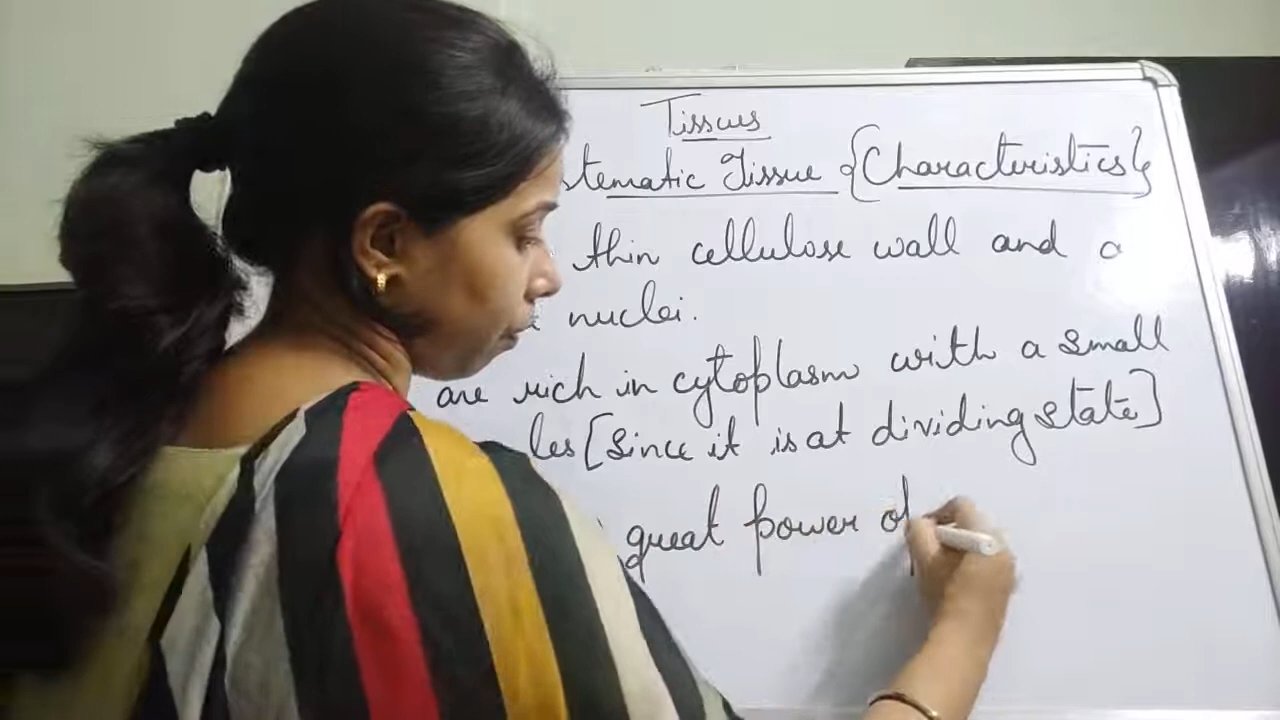 Tissues
stematic Tissue {Characteristics}
thin cellulose wall and a
nuclei.
are rich in cytoplasm with a small
les [Since it is at dividing state]
great power of